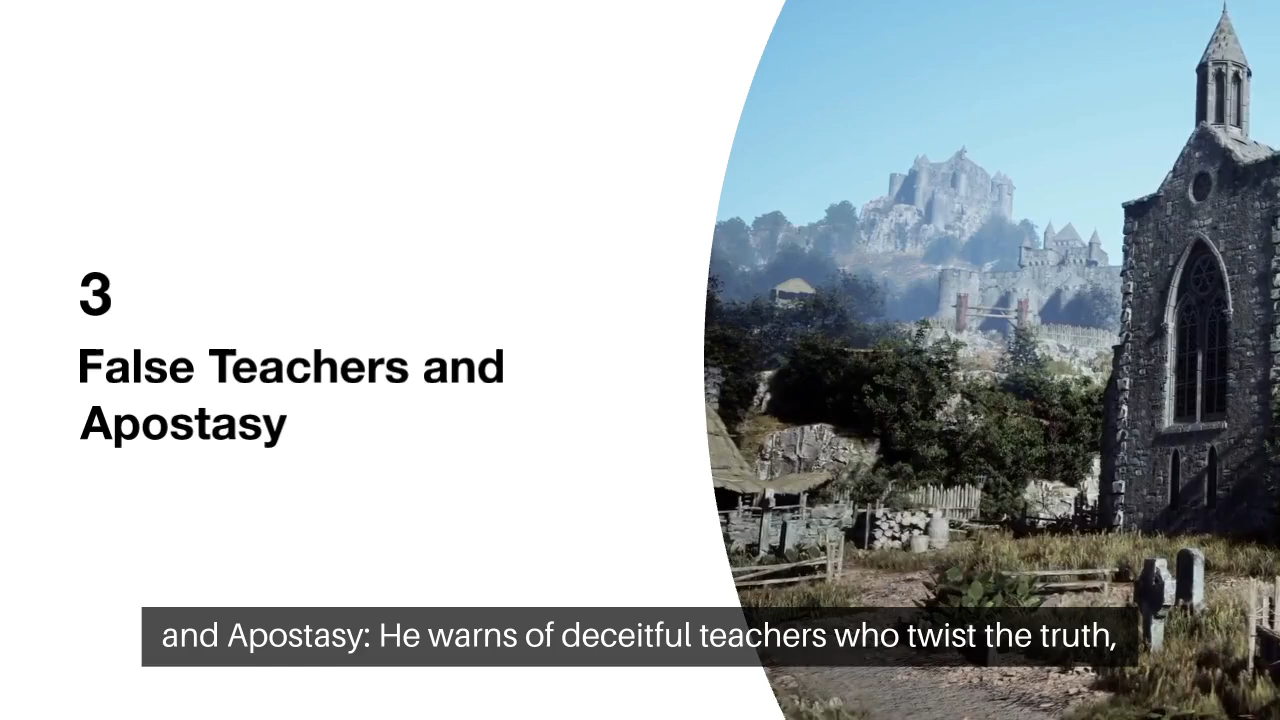 3
False Teachers and
Apostasy
and Apostasy: He warns of deceitful teachers who twist the truth,